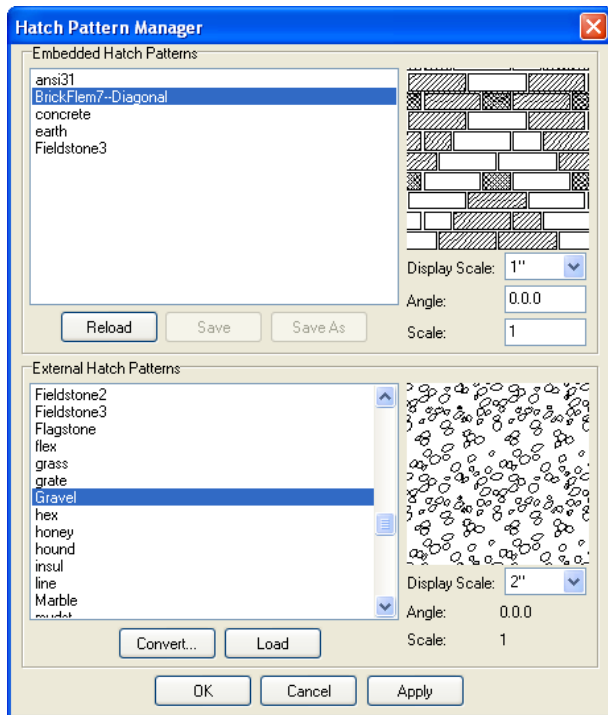 Hatch Pattern Manager
Embedded Hatch Patterns
ansi31
BrickFlem7--Diagonal
concrete
earth
Fieldstone3
Display Scale: 1"
Angle: 0.0.0
Scale: 1
Reload Save Save As
External Hatch Patterns
Fieldstone2
Fieldstone3
Flagstone
flex
grass
grate
Gravel
hex
honey
hound
insul
line
Marble
Display Scale: 2"
Angle: 0.0.0
Scale: 1
Convert... Load
OK Cancel Apply